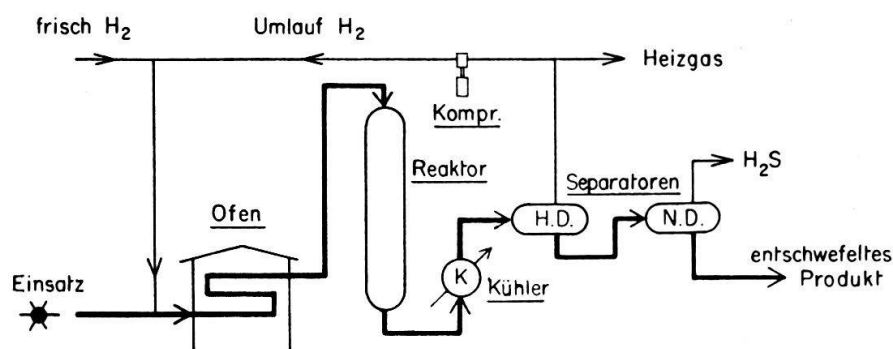 frisch H₂
Umlauf H₂
Heizgas
Kompr.
Reaktor
Separatoren
H₂S
H.D.
N.D.
Ofen
entschwefeltes
Produkt
Einsatz
K
Kühler